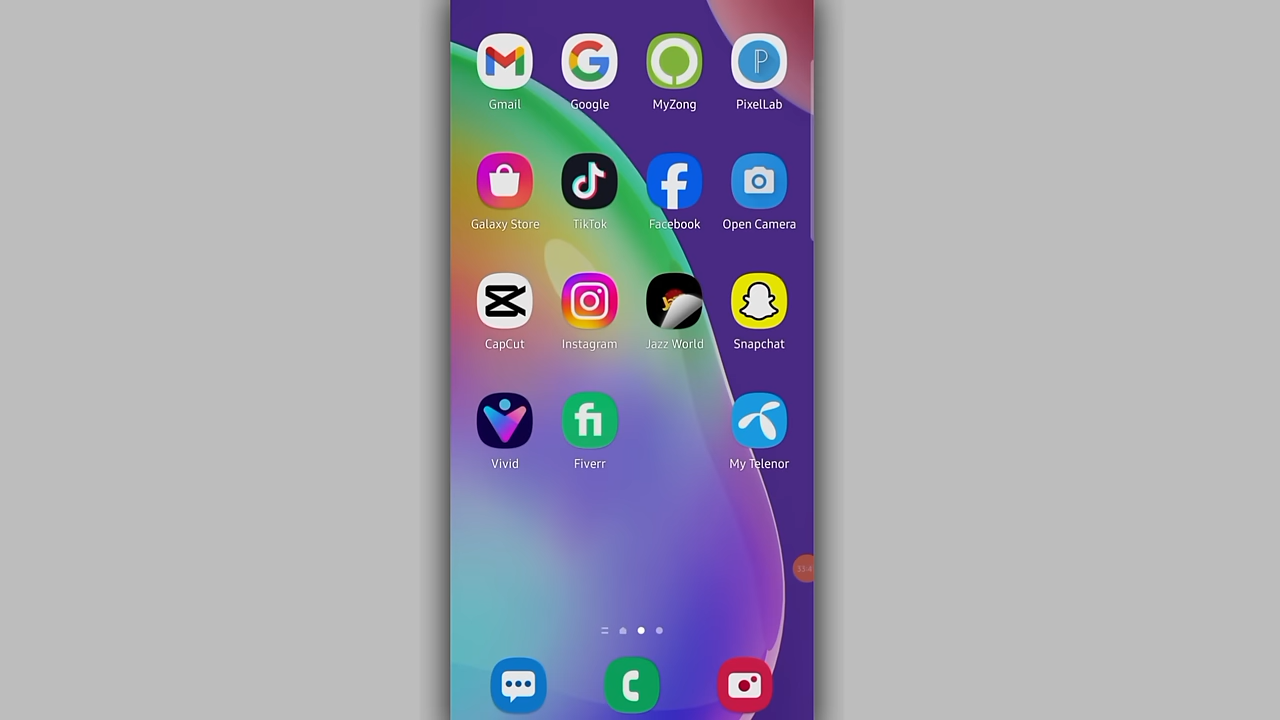 Gmail Google MyZong PixelLab
Galaxy Store TikTok Facebook Open Camera
CapCut Instagram Jazz World Snapchat
Vivid Fiverr My Telenor